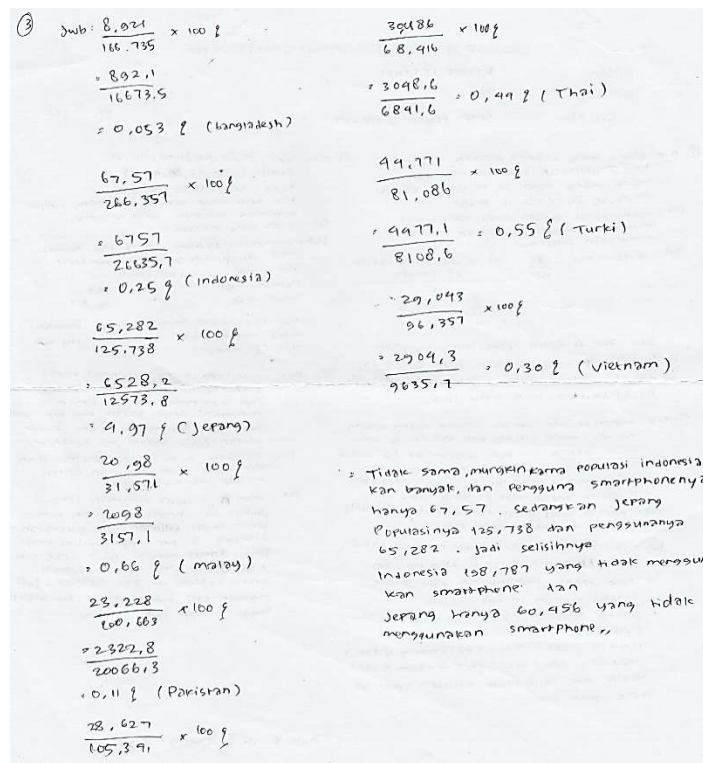 3
Jwb : 8,921 / 166.735 x 100 %
= 892,1 / 16673,5
= 0,053 % (bangladesh)
67,57 / 266,357 x 100 %
= 6757 / 26635,7
= 0,25 % (indonesia)
65,282 / 125.738 x 100 %
= 6528,2 / 12573,8
= 4,97 % (Jepang)
20,98 / 31,571 x 100 %
= 2098 / 3157,1
= 0,66 % (malay)
23,228 / 200,663 x 100 %
= 2322,8 / 20066,3
= 0,11 % (Pakistan)
28,627 / 105,391 x 100 %
30486 / 68,416 x 100 %
= 3048,6 / 6841,6 = 0,44 % (Thai)
44,771 / 81,086 x 100 %
= 4477,1 / 8108,6 = 0,55 % (Turki)
29,043 / 96,357 x 100 %
= 2904,3 / 9635,7 = 0,30 % (Vietnam)
= Tidak sama, mungkin karna populasi indonesia
kan banyak, dan pengguna smartphonenya
hanya 67,57. sedangkan jepang
Populasinya 125,738 dan penggunanya
65,282. Jadi selisihnya
Indonesia 198,787 yang tidak menggu
kan smartphone dan
Jepang hanya 60,456 yang tidak
menggunakan smartphone,,